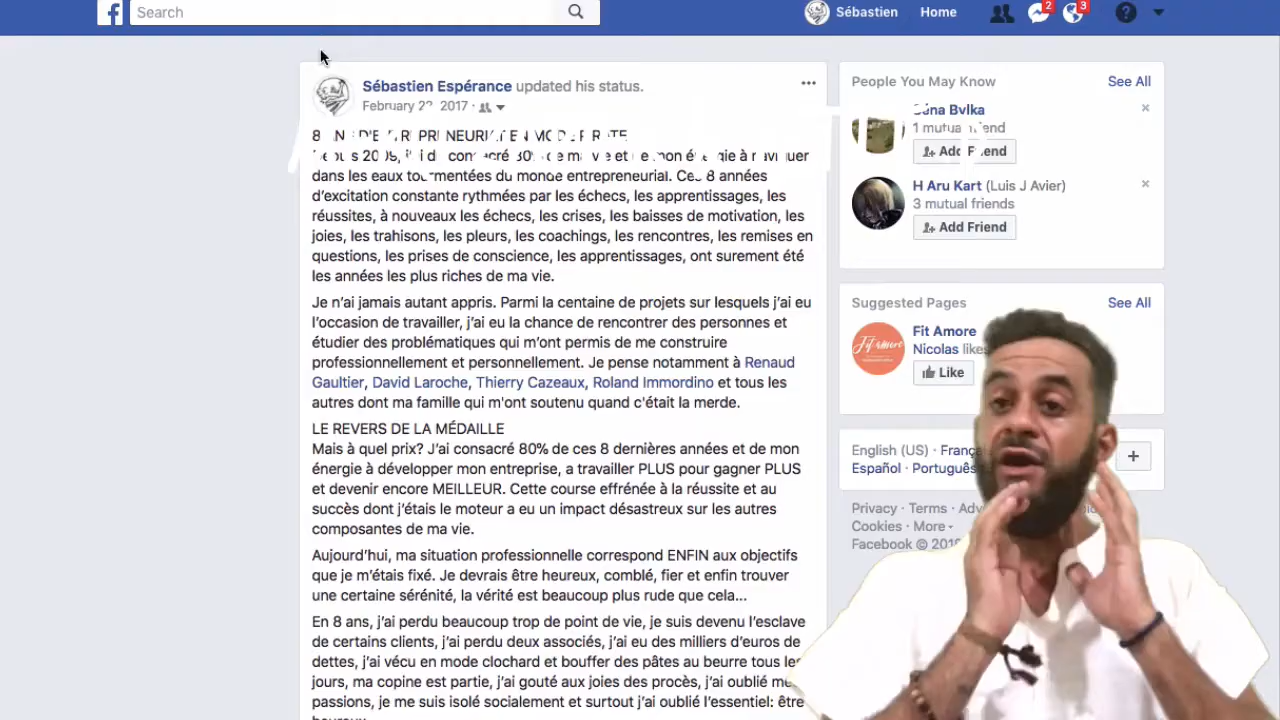 Search
Sébastien
Home
2
3
Sébastien Espérance updated his status.
February 22, 2017
dans les eaux tourmentées du monde entrepreneurial. Ces 8 années
d'excitation constante rythmées par les échecs, les apprentissages, les
réussites, à nouveaux les échecs, les crises, les baisses de motivation, les
joies, les trahisons, les pleurs, les coachings, les rencontres, les remises en
questions, les prises de conscience, les apprentissages, ont surement été
les années les plus riches de ma vie.
Je n'ai jamais autant appris. Parmi la centaine de projets sur lesquels j'ai eu
l'occasion de travailler, j'ai eu la chance de rencontrer des personnes et
étudier des problématiques qui m'ont permis de me construire
professionnellement et personnellement. Je pense notamment à Renaud
Gaultier, David Laroche, Thierry Cazeaux, Roland Immordino et tous les
autres dont ma famille qui m'ont soutenu quand c'était la merde.
LE REVERS DE LA MÉDAILLE
Mais à quel prix? J'ai consacré 80% de ces 8 dernières années et de mon
énergie à développer mon entreprise, a travailler PLUS pour gagner PLUS
et devenir encore MEILLEUR. Cette course effrénée à la réussite et au
succès dont j'étais le moteur a eu un impact désastreux sur les autres
composantes de ma vie.
Aujourd'hui, ma situation professionnelle correspond ENFIN aux objectifs
que je m'étais fixé. Je devrais être heureux, comblé, fier et enfin trouver
une certaine sérénité, la vérité est beaucoup plus rude que cela...
En 8 ans, j'ai perdu beaucoup trop de point de vie, je suis devenu l'esclave
de certains clients, j'ai perdu deux associés, j'ai eu des milliers d'euros de
dettes, j'ai vécu en mode clochard et bouffer des pâtes au beurre tous les
jours, ma copine est partie, j'ai gouté aux joies des procès, j'ai oublié
passions, je me suis isolé socialement et surtout j'ai oublié l'essentiel: être
People You May Know
See All
Bvlka
1 mutual friend
Add Friend
H Aru Kart (Luis J Avier)
3 mutual friends
Add Friend
Suggested Pages
See All
Fit Amore
Nicolas likes
Like
English (US) ·
Español · Português
Privacy · Terms ·
Cookies · More
Facebook ©